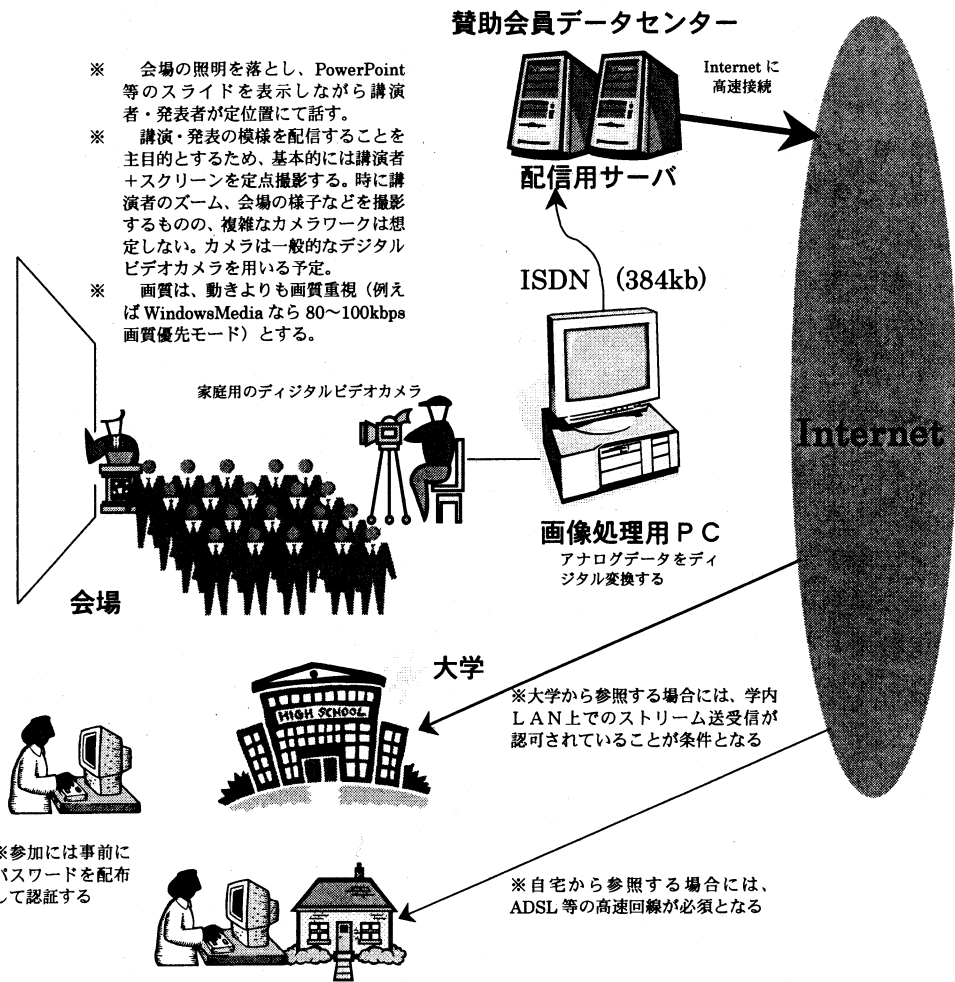 賛助会員データセンター
※　会場の照明を落とし、PowerPoint
等のスライドを表示しながら講演
者・発表者が定位置にて話す。
※　講演・発表の模様を配信することを
主目的とするため、基本的には講演者
＋スクリーンを定点撮影する。時に講
演者のズーム、会場の様子などを撮影
するものの、複雑なカメラワークは想
定しない。カメラは一般的なデジタル
ビデオカメラを用いる予定。
※　画質は、動きよりも画質重視（例え
ば WindowsMedia なら 80～100kbps
画質優先モード）とする。
Internet に
高速接続
配信用サーバ
ISDN (384kb)
家庭用のディジタルビデオカメラ
Internet
画像処理用ＰＣ
アナログデータをディ
ジタル変換する
会場
大学
HIGH SCHOOL
※大学から参照する場合には、学内
ＬＡＮ上でのストリーム送受信が
認可されていることが条件となる
※参加には事前に
パスワードを配布
して認証する
※自宅から参照する場合には、
ADSL 等の高速回線が必須となる